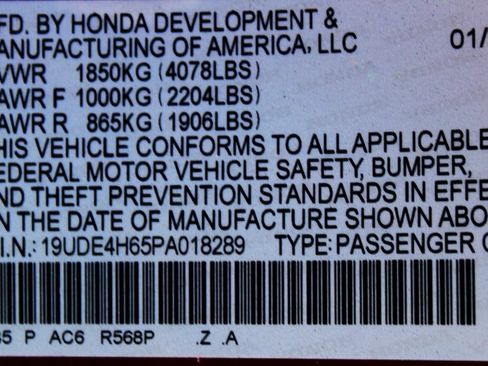 FD. BY HONDA DEVELOPMENT &
ANUFACTURING OF AMERICA, LLC 01/
VWR 1850KG (4078LBS)
AWR F 1000KG (2204LBS)
AWR R 865KG (1906LBS)
HIS VEHICLE CONFORMS TO ALL APPLICABLE
EDERAL MOTOR VEHICLE SAFETY, BUMPER,
ND THEFT PREVENTION STANDARDS IN EFFE
N THE DATE OF MANUFACTURE SHOWN ABO
I.N.: 19UDE4H65PA018289 TYPE: PASSENGER C
85 P AC6 R568P .Z .A